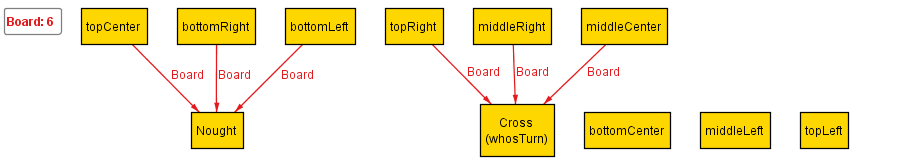 Board: 6
topCenter
bottomRight
bottomLeft
topRight
middleRight
middleCenter
Board
Board
Board
Board
Board
Board
Nought
Cross
(whosTurn)
bottomCenter
middleLeft
topLeft